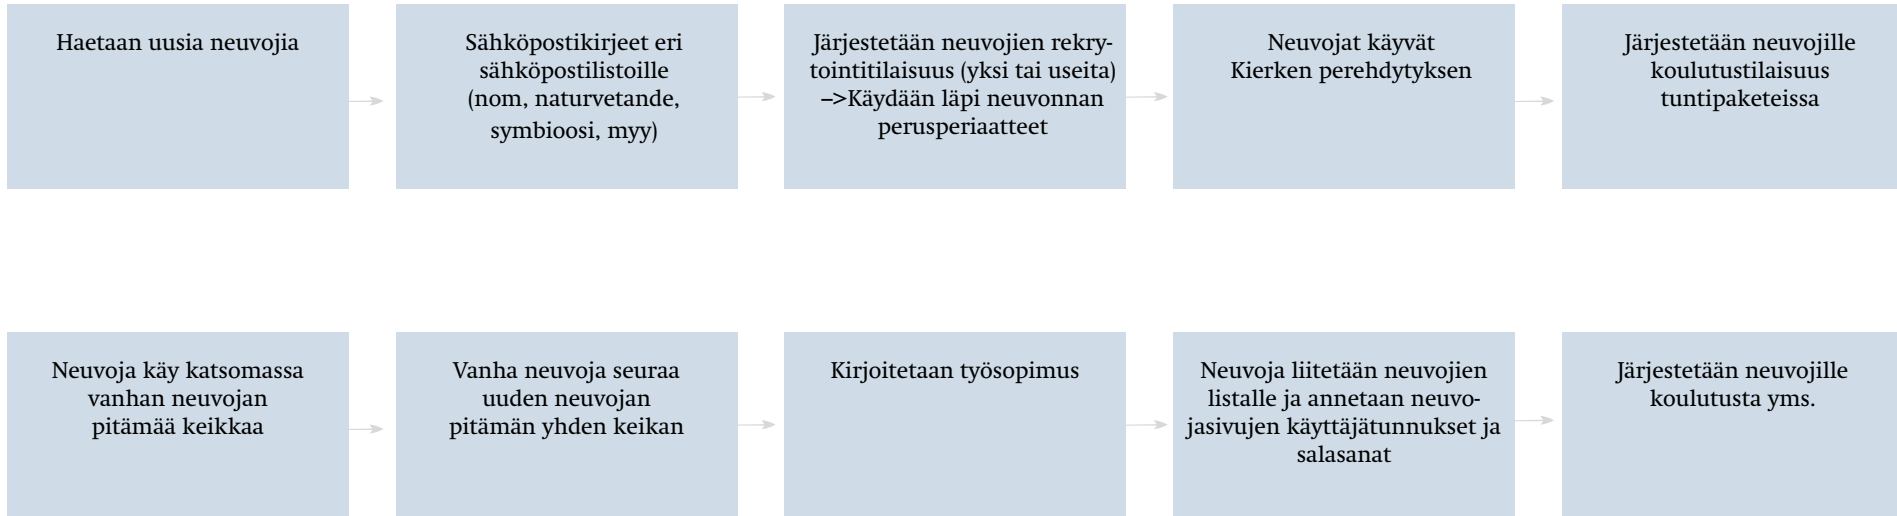 Haetaan uusia neuvojia
Sähköpostikirjeet eri
sähköpostilistoille
(nom, naturvetande,
symbioosi, myy)
Järjestetään neuvojien rekry-
tointitilaisuus (yksi tai useita)
–>Käydään läpi neuvonnan
perusperiaatteet
Neuvojat käyvät
Kierken perehdytyksen
Järjestetään neuvojille
koulutustilaisuus
tuntipaketeissa
Neuvoja käy katsomassa
vanhan neuvojan
pitämää keikkaa
Vanha neuvoja seuraa
uuden neuvojan
pitämän yhden keikan
Kirjoitetaan työsopimus
Neuvoja liitetään neuvojien
listalle ja annetaan neuvo-
jasivujen käyttäjätunnukset ja
salasanat
Järjestetään neuvojille
koulutusta yms.